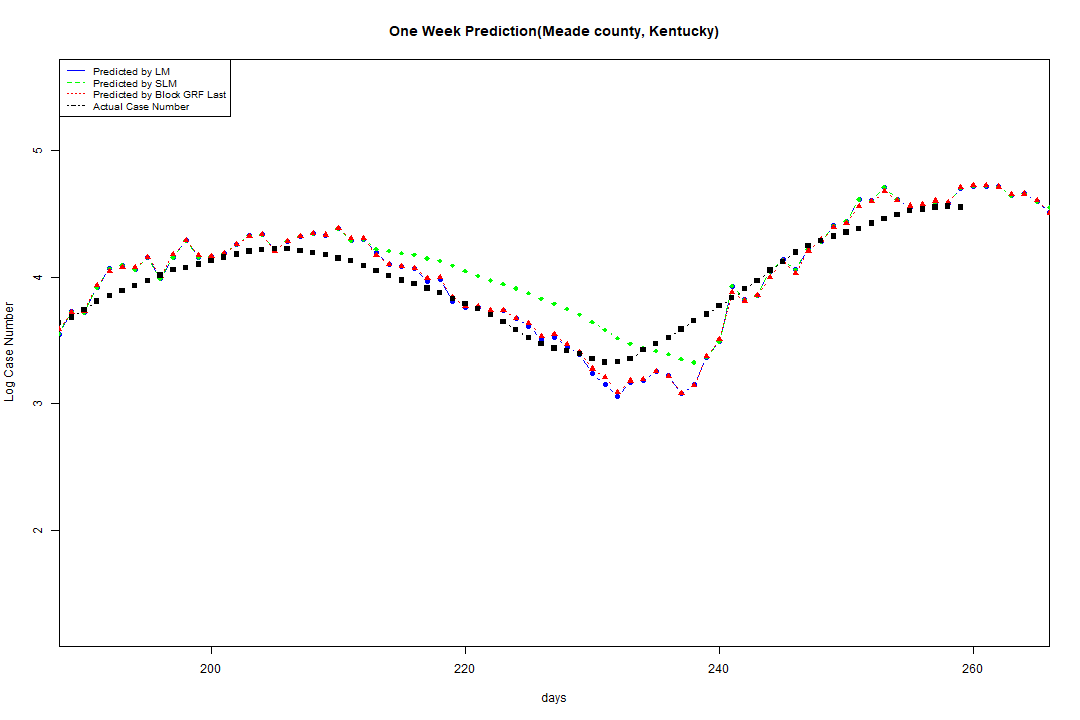 One Week Prediction(Meade county, Kentucky)
Predicted by LM
Predicted by SLM
Predicted by Block GRF Last
Actual Case Number
5
4
3
2
Log Case Number
200 220 240 260
days